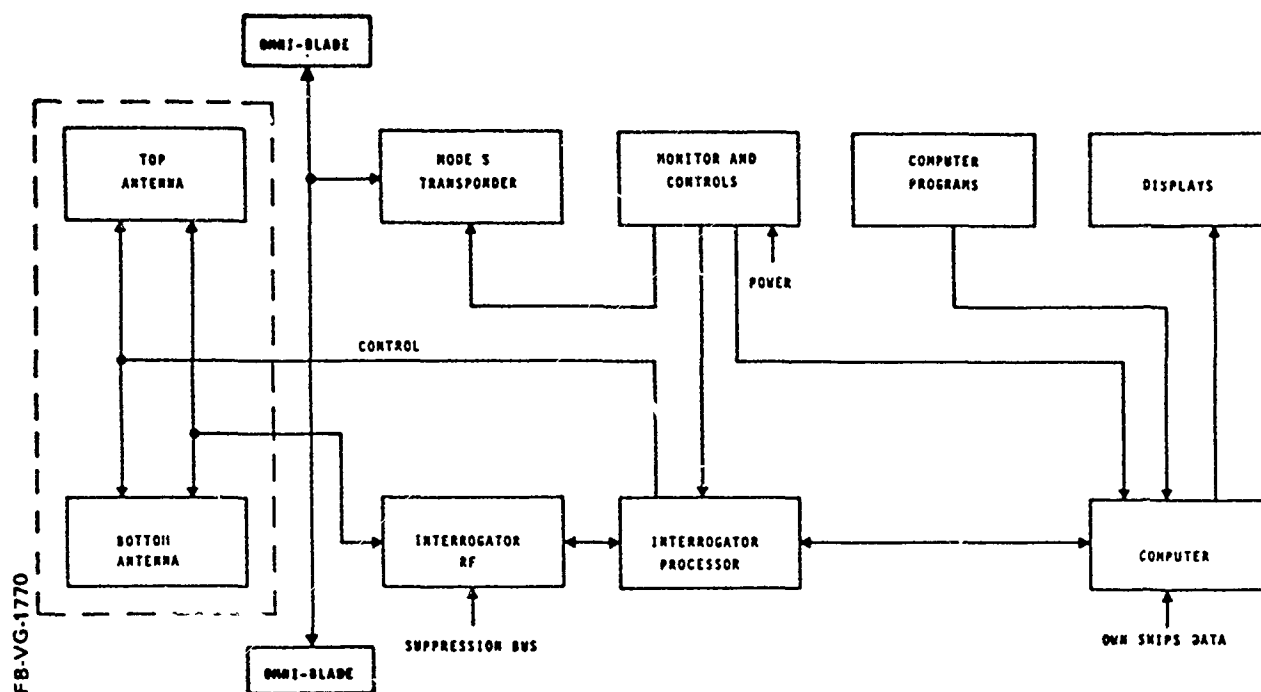 OMNI-BLADE
TOP
ANTENNA
MODE S
TRANSPONDER
MONITOR AND
CONTROLS
COMPUTER
PROGRAMS
DISPLAYS
POWER
CONTROL
BOTTOM
ANTENNA
INTERROGATOR
RF
INTERROGATOR
PROCESSOR
COMPUTER
SUPPRESSION BUS
OWN SHIPS DATA
OMNI-BLADE
FB-VG-1770